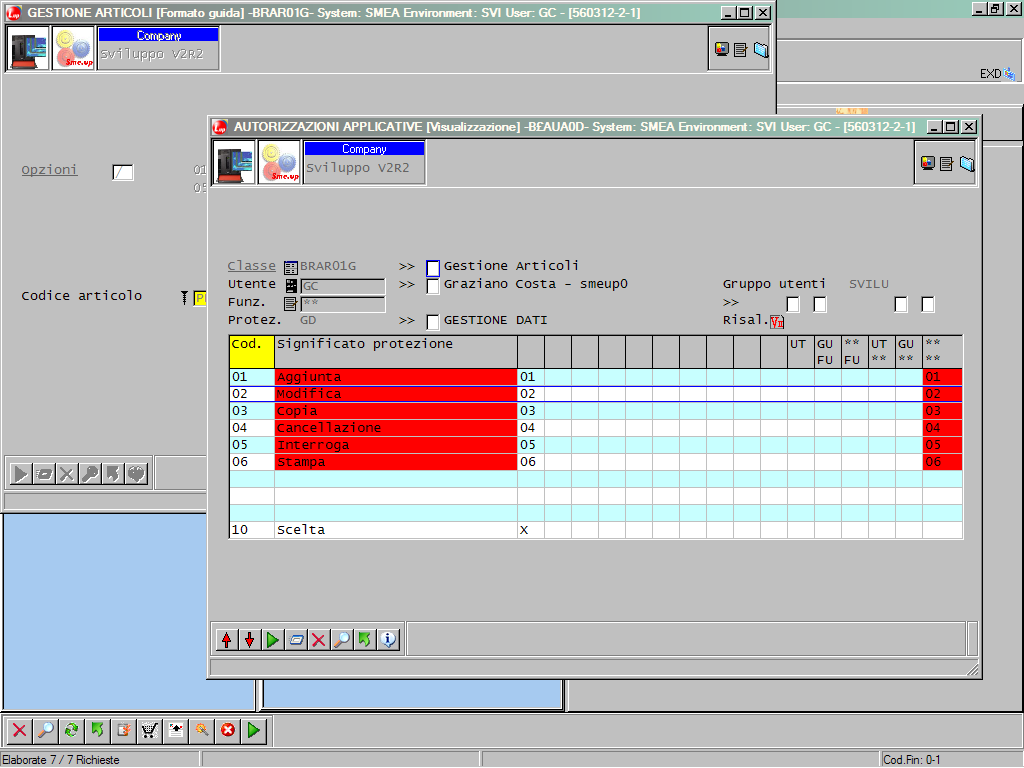 GESTIONE ARTICOLI [Formato guida] -BRAR01G- System: SMEA Environment: SVI User: GC - [560312-2-1]
Company
Sviluppo V2R2
Sme.up
EXD
Opzioni /
01
05
Codice articolo
AUTORIZZAZIONI APPLICATIVE [Visualizzazione] -B£AUA0D- System: SMEA Environment: SVI User: GC - [560312-2-1]
Company
Sviluppo V2R2
Sme.up
Classe BRAR01G >> Gestione Articoli
Utente GC >> Graziano Costa - smeup0 Gruppo utenti SVILU
Funz. ** >>
Protez. GD >> GESTIONE DATI Risal.
Cod. Significato protezione UT GU ** UT GU **
FU FU ** ** **
01 Aggiunta 01 01
02 Modifica 02 02
03 Copia 03 03
04 Cancellazione 04 04
05 Interroga 05 05
06 Stampa 06 06
10 Scelta X
Elaborate 7 / 7 Richieste
Cod.Fin: 0-1